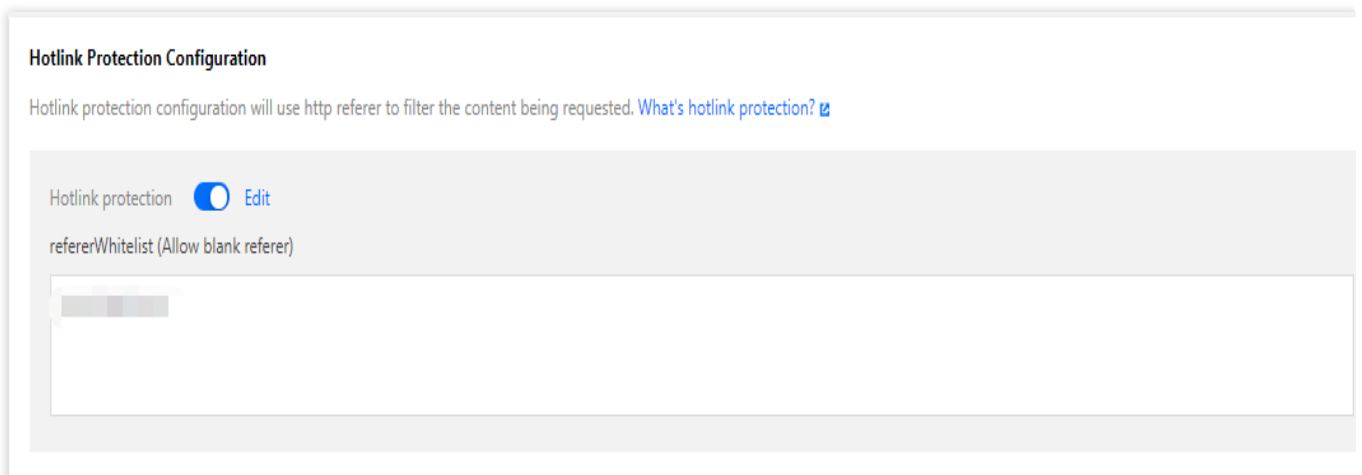 Hotlink Protection Configuration
Hotlink protection configuration will use http referer to filter the content being requested. What's hotlink protection?
Hotlink protection Edit
refererWhitelist (Allow blank referer)